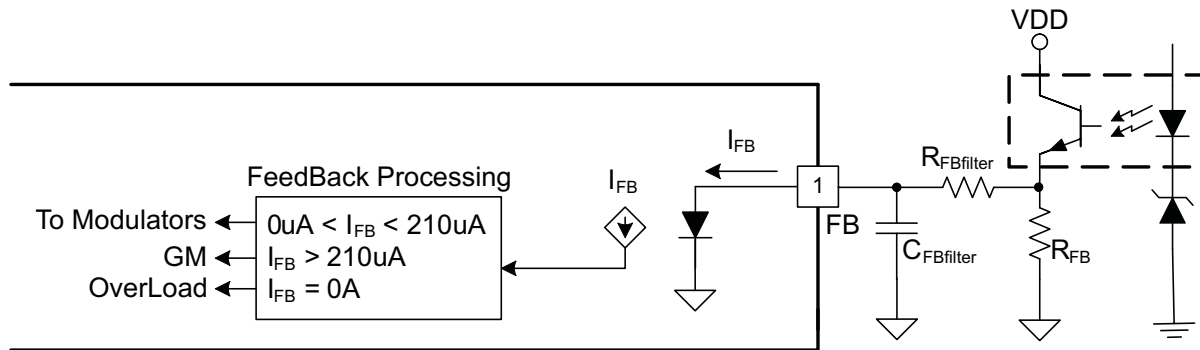 VDD
I_FB
R_FBfilter
FeedBack Processing
I_FB
1
To Modulators
0uA < I_FB < 210uA
FB
GM
I_FB > 210uA
C_FBfilter
R_FB
OverLoad
I_FB = 0A